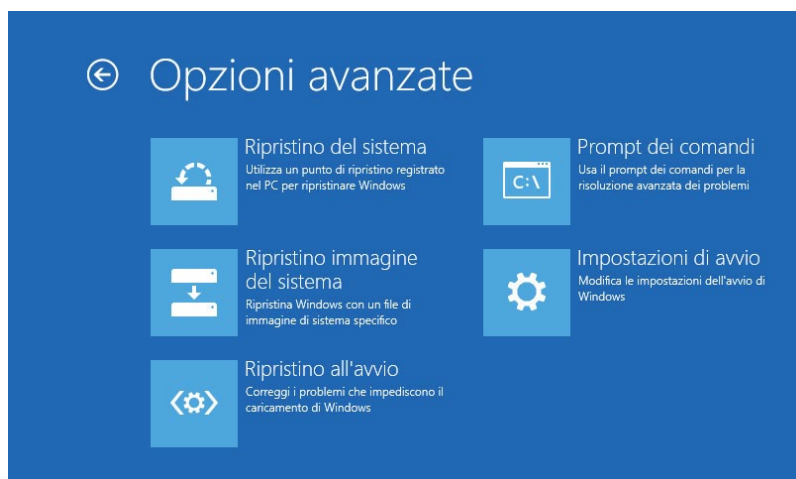 Opzioni avanzate
Ripristino del sistema
Utilizza un punto di ripristino registrato
nel PC per ripristinare Windows
Ripristino immagine
del sistema
Ripristina Windows con un file di
immagine di sistema specifico
Ripristino all'avvio
Correggi i problemi che impediscono il
caricamento di Windows
C:\
Prompt dei comandi
Usa il prompt dei comandi per la
risoluzione avanzata dei problemi
Impostazioni di avvio
Modifica le impostazioni dell'avvio di
Windows